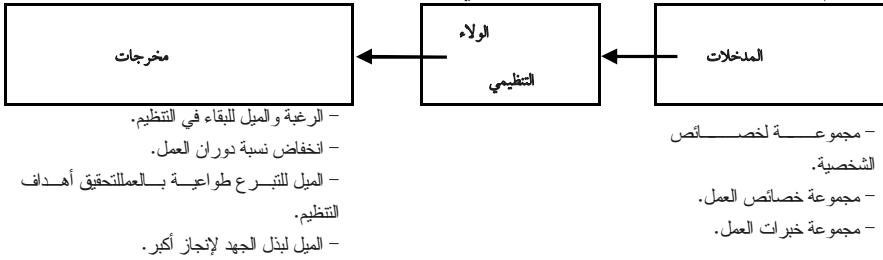 المدخلات
الولاء
التنظيمي
مخرجات
- مجموعة لخصائص
الشخصية.
- مجموعة خصائص العمل.
- مجموعة خبرات العمل.
- الرغبة والميل للبقاء في التنظيم.
- انخفاض نسبة دوران العمل.
- الميل للتبرع طواعية بالعمللتحقيق أهداف
التنظيم.
- الميل لبذل الجهد لإنجاز أكبر.